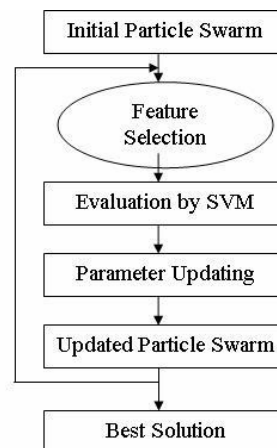 Initial Particle Swarm
Feature
Selection
Evaluation by SVM
Parameter Updating
Updated Particle Swarm
Best Solution